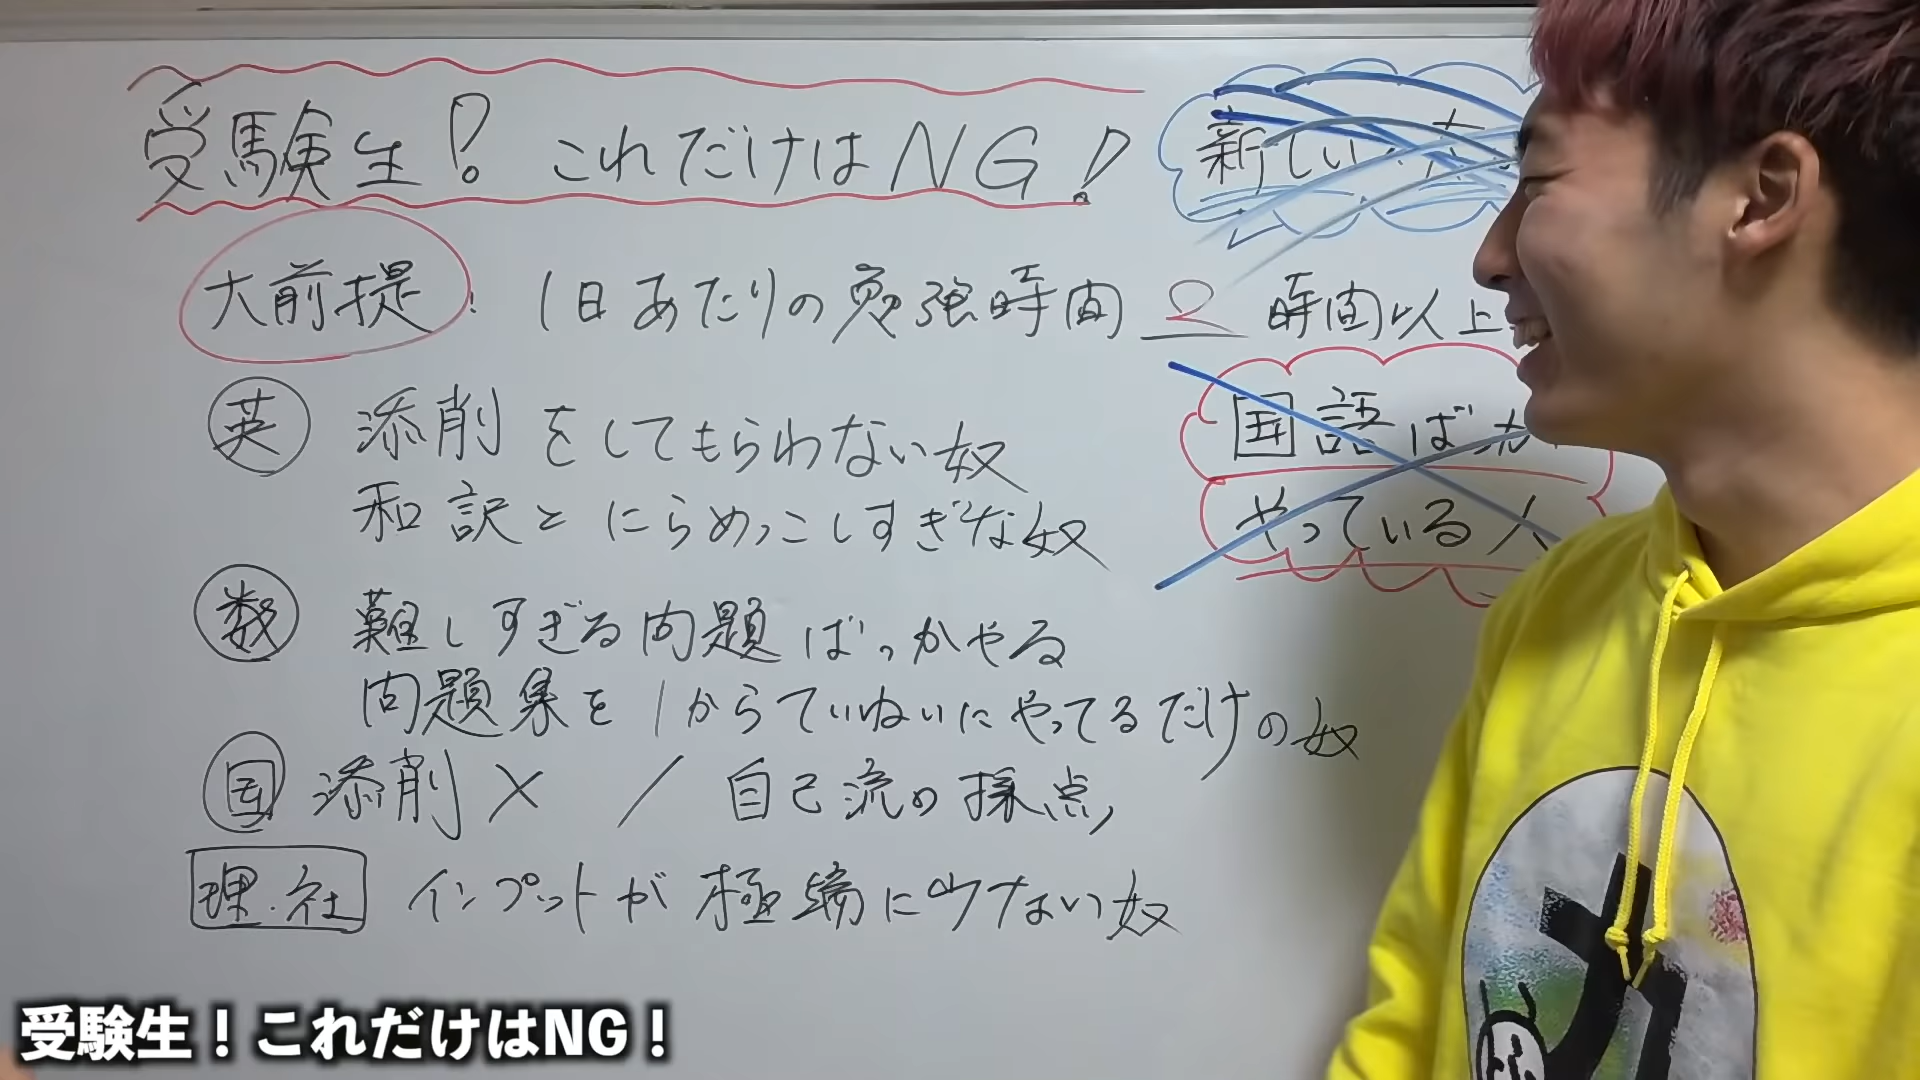 受験生！これだけはNG！
新しい
大前提！1日あたりの勉強時間 2 時間以上
英 添削をしてもらわない奴
和訳とにらめっこしすぎな奴
国語ばっか
やっている人
数 難しすぎる問題ばっかやる
問題集を1からていねいにやってるだけの奴
国 添削× / 自己流の採点
理・社 インプットが極端に少ない奴
受験生！これだけはNG！